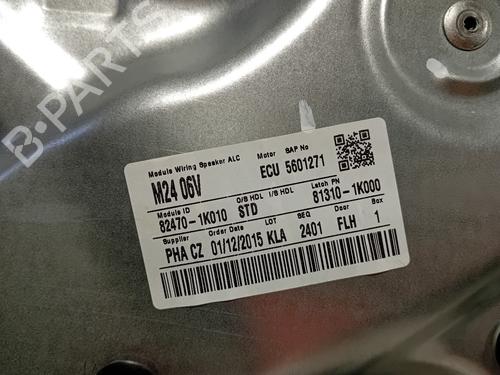 Module Wiring Speaker ALC Motor SAP No
M24 06V ECU 5601271
Module ID O/S HDL I/S HDL Latch PN
82470-1K010 STD 81310-1K000
Supplier Order Date LOT SEQ Door Box
PHA CZ 01/12/2015 KLA 2401 FLH 1
B-PARTS